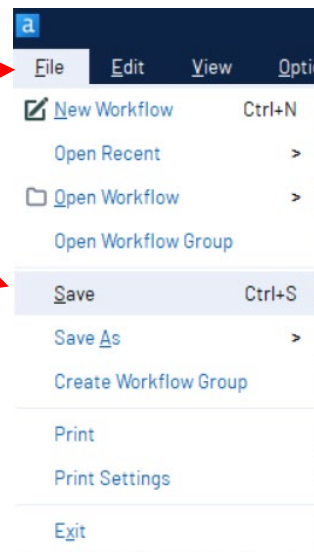 a
File Edit View Opti
New Workflow Ctrl+N
Open Recent >
Open Workflow >
Open Workflow Group
Save Ctrl+S
Save As >
Create Workflow Group
Print
Print Settings
Exit